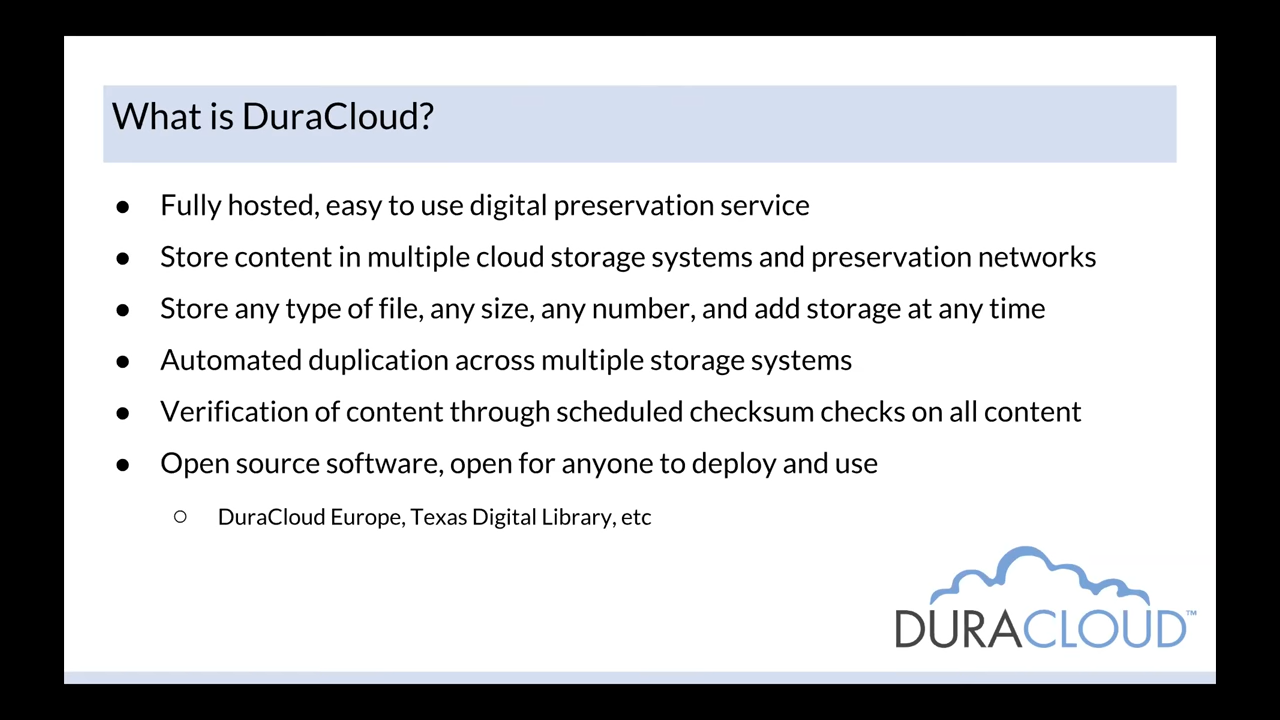 What is DuraCloud?
● Fully hosted, easy to use digital preservation service
● Store content in multiple cloud storage systems and preservation networks
● Store any type of file, any size, any number, and add storage at any time
● Automated duplication across multiple storage systems
● Verification of content through scheduled checksum checks on all content
● Open source software, open for anyone to deploy and use
○ DuraCloud Europe, Texas Digital Library, etc
DURACLOUD™